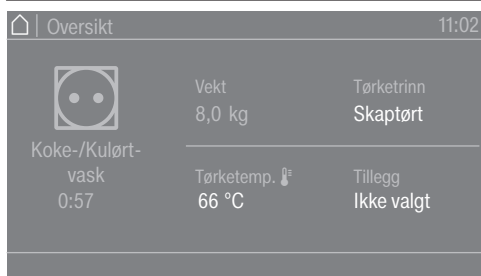 Oversikt 11:02
Koke-/Kulørt-
vask
0:57
Vekt
8,0 kg
Tørketrinn
Skaptørt
Tørketemp.
66 °C
Tillegg
Ikke valgt